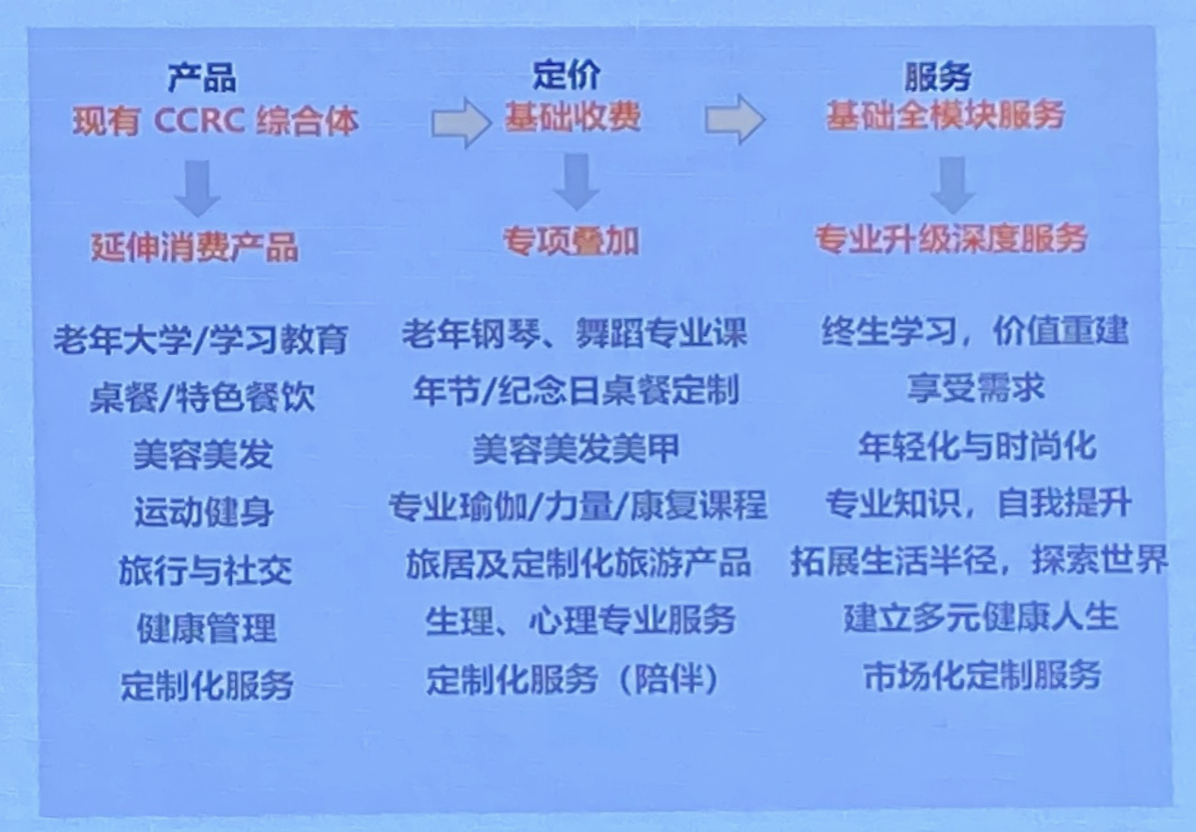 产品
定价
服务
现有 CCRC 综合体
基础收费
基础全模块服务
延伸消费产品
专项叠加
专业升级深度服务
老年大学/学习教育
老年钢琴、舞蹈专业课
终生学习，价值重建
桌餐/特色餐饮
年节/纪念日桌餐定制
享受需求
美容美发
美容美发美甲
年轻化与时尚化
运动健身
专业瑜伽/力量/康复课程
专业知识，自我提升
旅行与社交
旅居及定制化旅游产品
拓展生活半径，探索世界
健康管理
生理、心理专业服务
建立多元健康人生
定制化服务
定制化服务（陪伴）
市场化定制服务